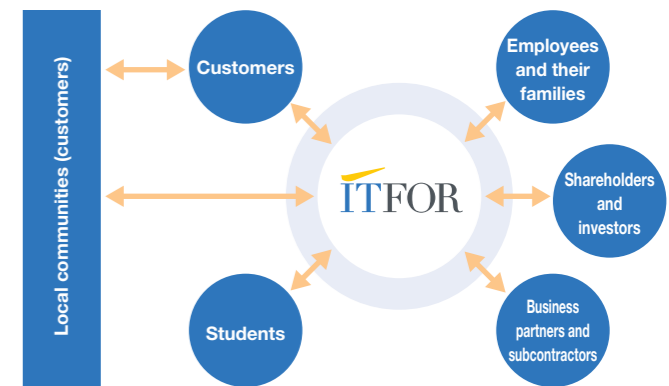 Local communities (customers)
Customers
Employees
and their
families
ITFOR
Shareholders
and
investors
Students
Business
partners and
subcontractors